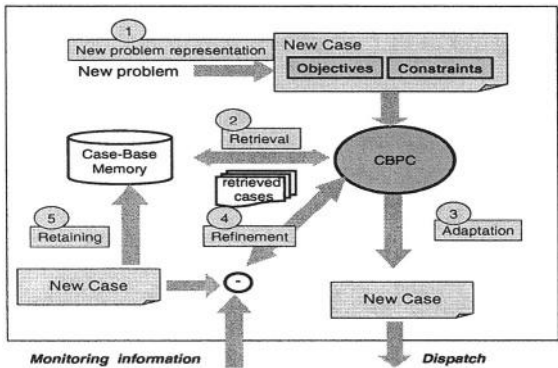 1
New problem representation
New problem
New Case
Objectives
Constraints
2
Retrieval
Case-Base
Memory
CBPC
retrieved
cases
5
Retaining
4
Refinement
3
Adaptation
New Case
-
New Case
Monitoring information
Dispatch